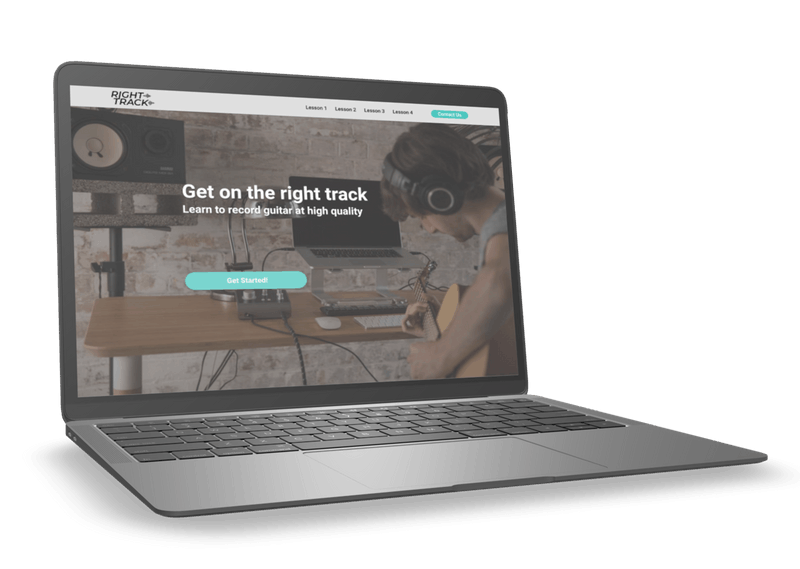 RIGHT
TRACK
Lesson 1 Lesson 2 Lesson 3 Lesson 4 Contact Us
Get on the right track
Learn to record guitar at high quality
Get Started!